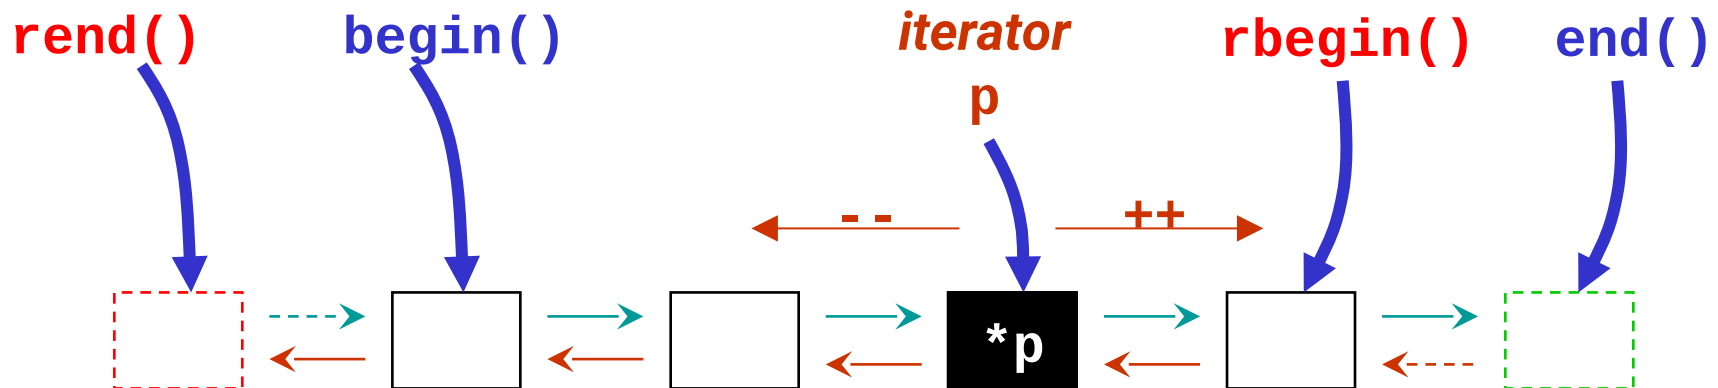 rend() begin() iterator rbegin() end()
p
-- ++
*p